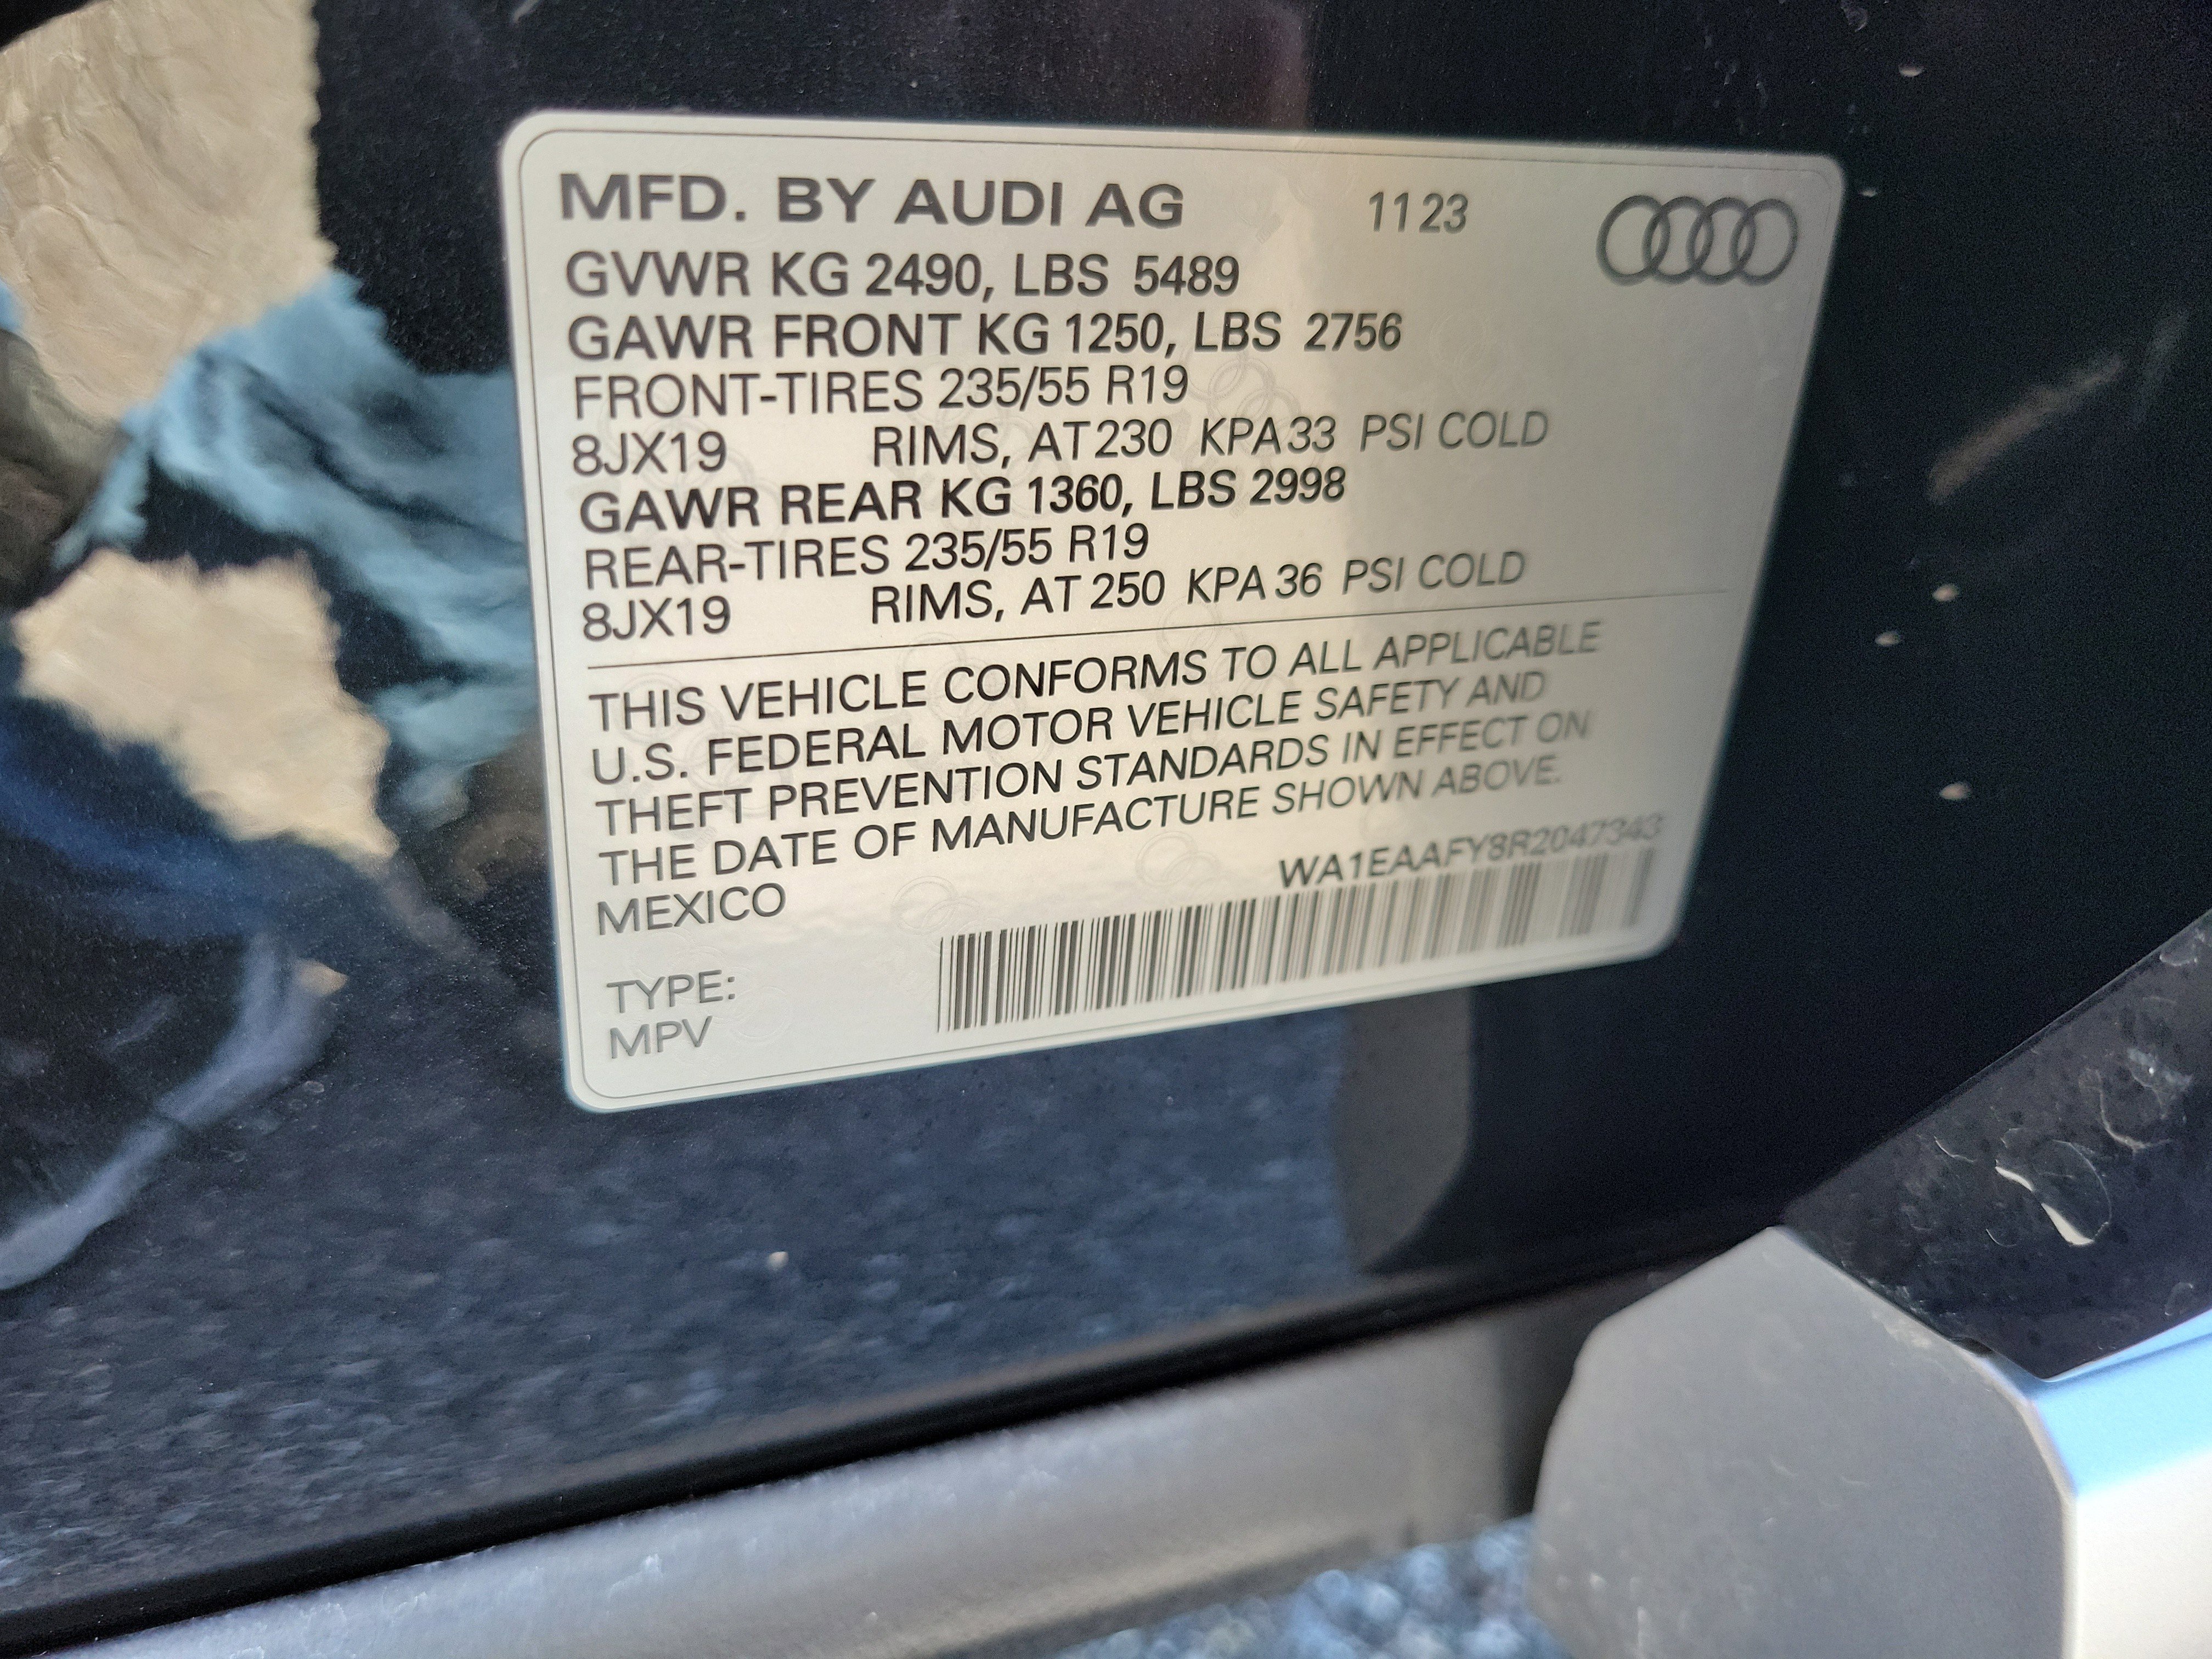 MFD. BY AUDI AG 11 23
GVWR KG 2490, LBS 5489
GAWR FRONT KG 1250, LBS 2756
FRONT-TIRES 235/55 R19
8JX19 RIMS, AT 230 KPA 33 PSI COLD
GAWR REAR KG 1360, LBS 2998
REAR-TIRES 235/55 R19
8JX19 RIMS, AT 250 KPA 36 PSI COLD
THIS VEHICLE CONFORMS TO ALL APPLICABLE
U.S. FEDERAL MOTOR VEHICLE SAFETY AND
THEFT PREVENTION STANDARDS IN EFFECT ON
THE DATE OF MANUFACTURE SHOWN ABOVE.
MEXICO
WA1EAAFY8R2047343
TYPE:
MPV